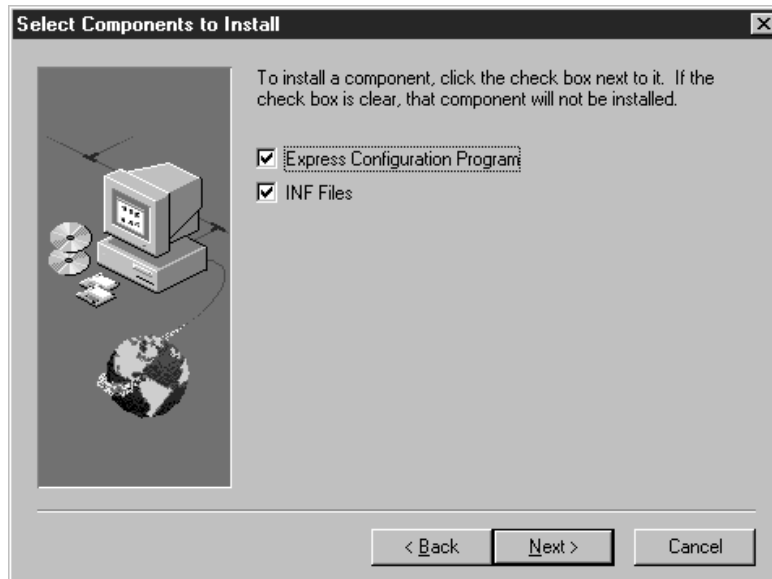 Select Components to Install
To install a component, click the check box next to it.  If the
check box is clear, that component will not be installed.
Express Configuration Program
INF Files
< Back
Next >
Cancel